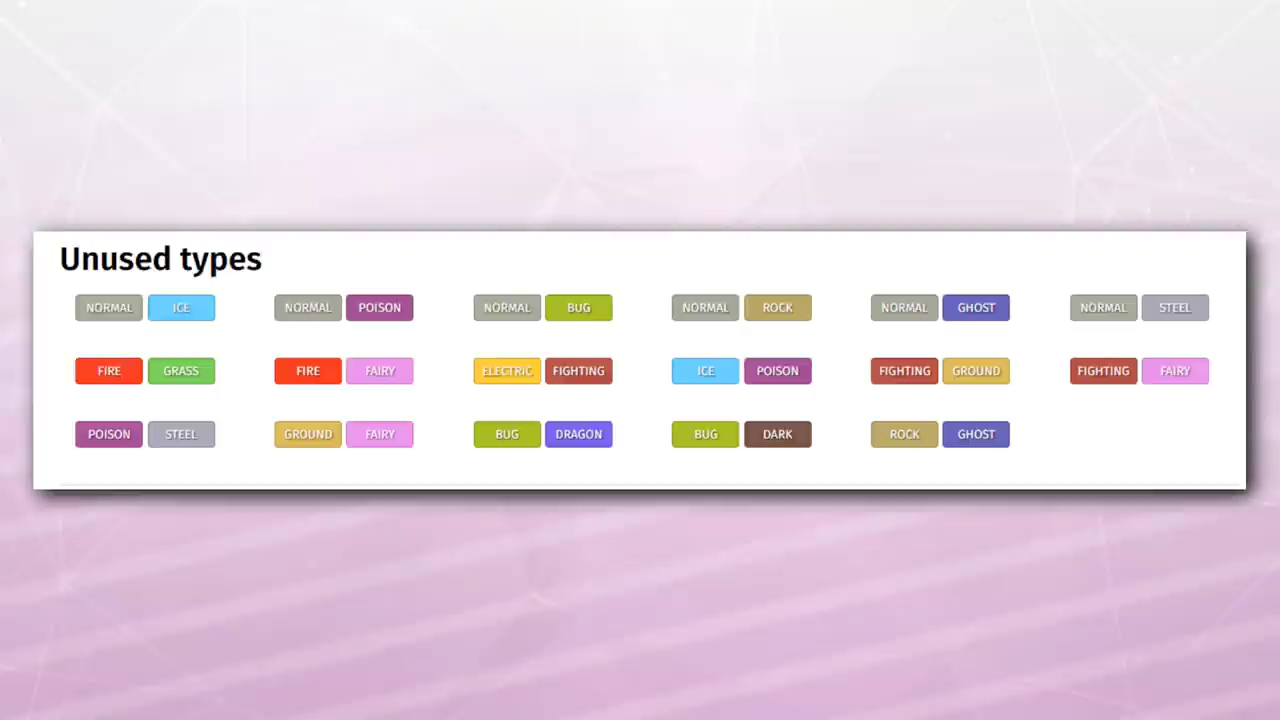 Unused types
NORMAL ICE NORMAL POISON NORMAL BUG NORMAL ROCK NORMAL GHOST NORMAL STEEL
FIRE GRASS FIRE FAIRY ELECTRIC FIGHTING ICE POISON FIGHTING GROUND FIGHTING FAIRY
POISON STEEL GROUND FAIRY BUG DRAGON BUG DARK ROCK GHOST